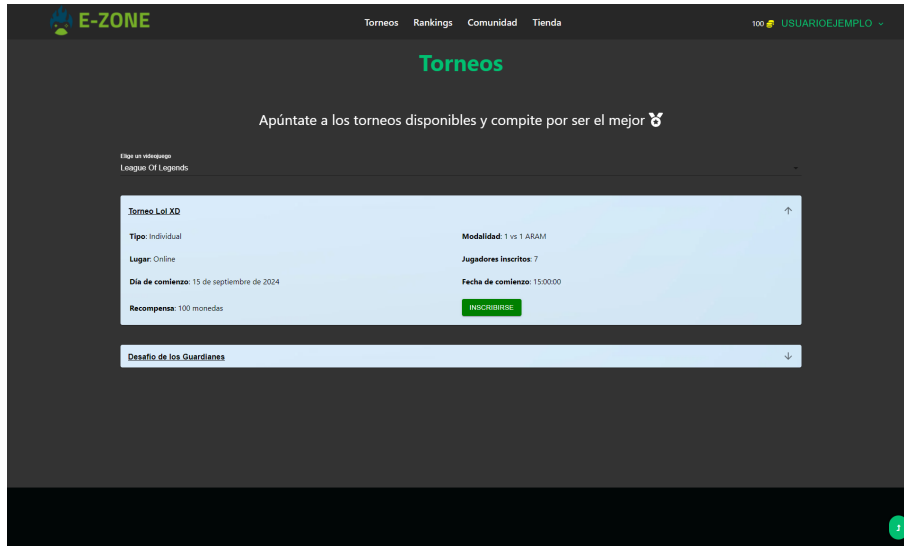 E-ZONE
Torneos Rankings Comunidad Tienda
100 USUARIOEJEMPLO
Torneos
Apúntate a los torneos disponibles y compite por ser el mejor
Elige un videojuego
League Of Legends
Torneo Lol XD
Tipo: Individual Modalidad: 1 vs 1 ARAM
Lugar: Online Jugadores inscritos: 7
Día de comienzo: 15 de septiembre de 2024 Fecha de comienzo: 15:00:00
Recompensa: 100 monedas INSCRIBIRSE
Desafío de los Guardianes